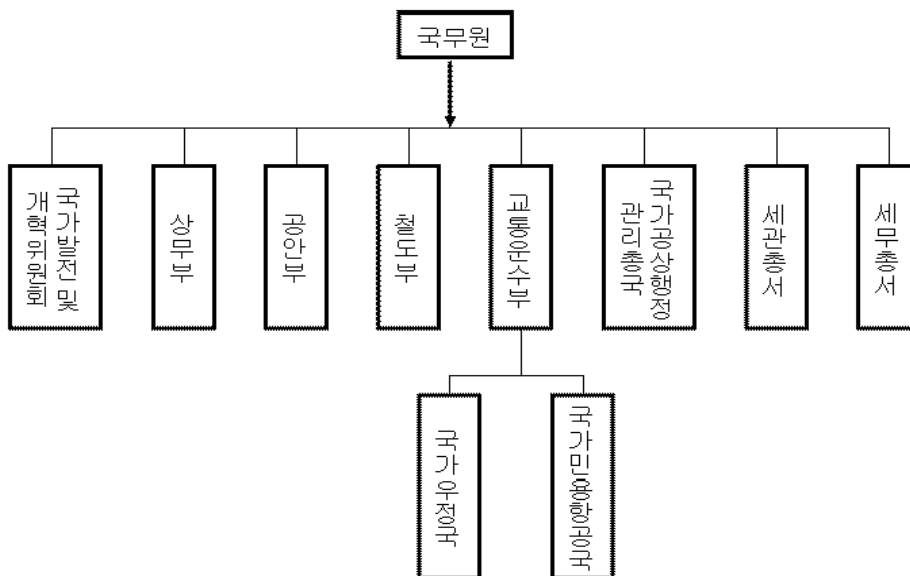 국무원
국가발전 및
개혁위원회
상무부
공안부
철도부
교통운수부
국가공상행정
관리총국
세관총서
세무총서
국가우정국
국가민용항공국